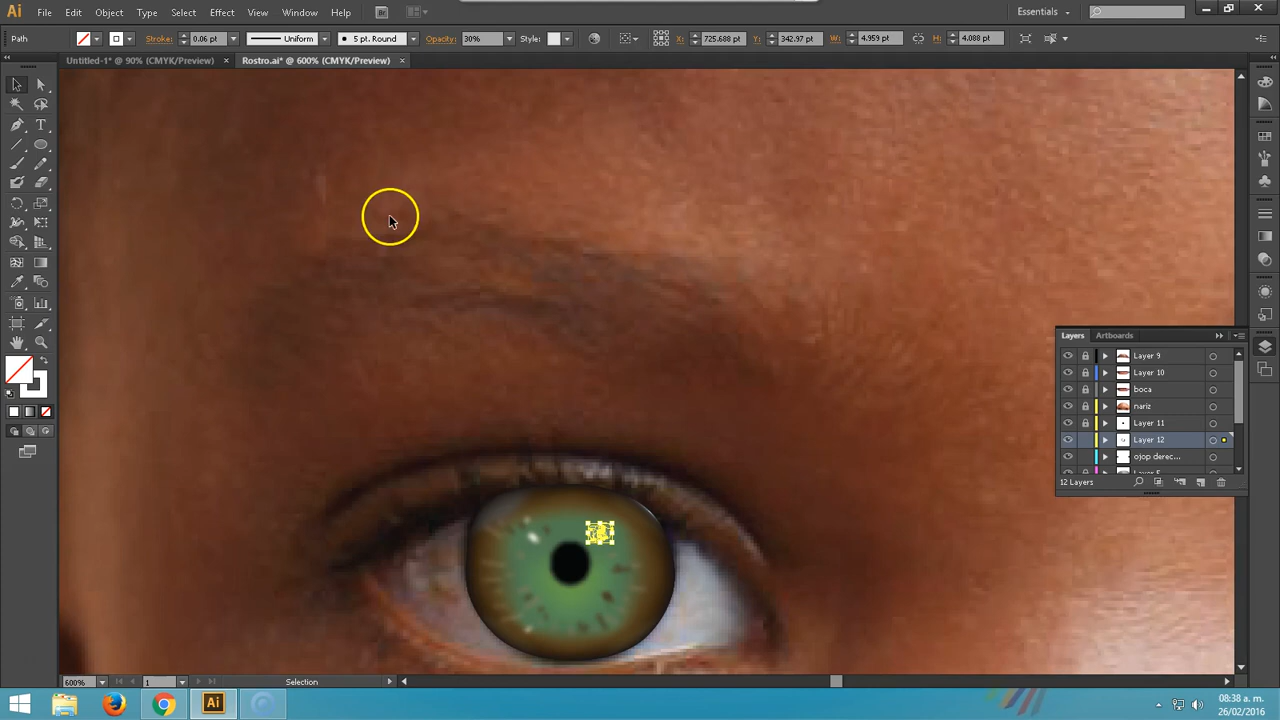 Ai File Edit Object Type Select Effect View Window Help Br Essentials
Path Stroke: 0.06 pt Uniform 5 pt. Round Opacity: 30% Style: X: 725.688 pt Y: 342.97 pt W: 4.959 pt H: 4.088 pt
Untitled-1* @ 90% (CMYK/Preview) × Rostro.ai* @ 600% (CMYK/Preview) ×
Layers Artboards
Layer 9
Layer 10
boca
nariz
Layer 11
Layer 12
ojop derec...
12 Layers
600% 1 Selection
Ai
08:38 a. m.
26/02/2016